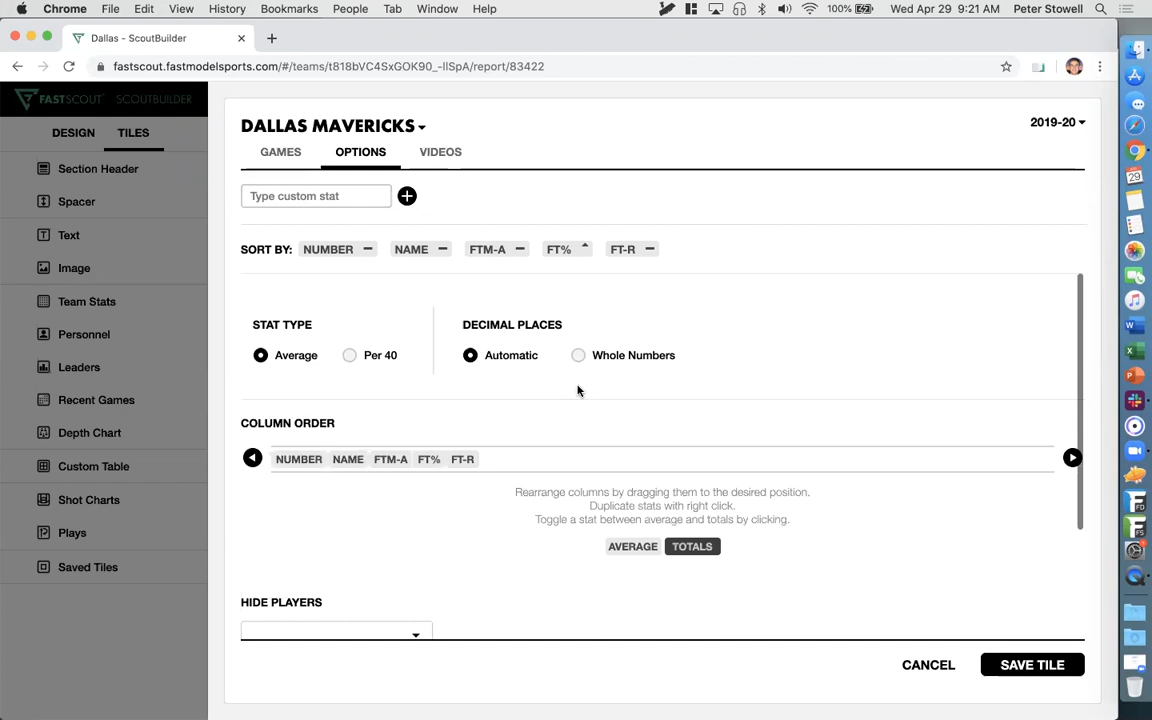 Chrome File Edit View History Bookmarks People Tab Window Help 100% Wed Apr 29 9:21 AM Peter Stowell
Dallas - ScoutBuilder
fastscout.fastmodelsports.com/#/teams/t818bVC4SxGOK90_-IlSpA/report/83422
FASTSCOUT SCOUTBUILDER
DESIGN TILES
Section Header
Spacer
Text
Image
Team Stats
Personnel
Leaders
Recent Games
Depth Chart
Custom Table
Shot Charts
Plays
Saved Tiles
DALLAS MAVERICKS
2019-20
GAMES OPTIONS VIDEOS
Type custom stat
SORT BY: NUMBER NAME FTM-A FT% FT-R
STAT TYPE DECIMAL PLACES
Average Per 40 Automatic Whole Numbers
COLUMN ORDER
NUMBER NAME FTM-A FT% FT-R
Rearrange columns by dragging them to the desired position.
Duplicate stats with right click.
Toggle a stat between average and totals by clicking.
AVERAGE TOTALS
HIDE PLAYERS
CANCEL SAVE TILE
29